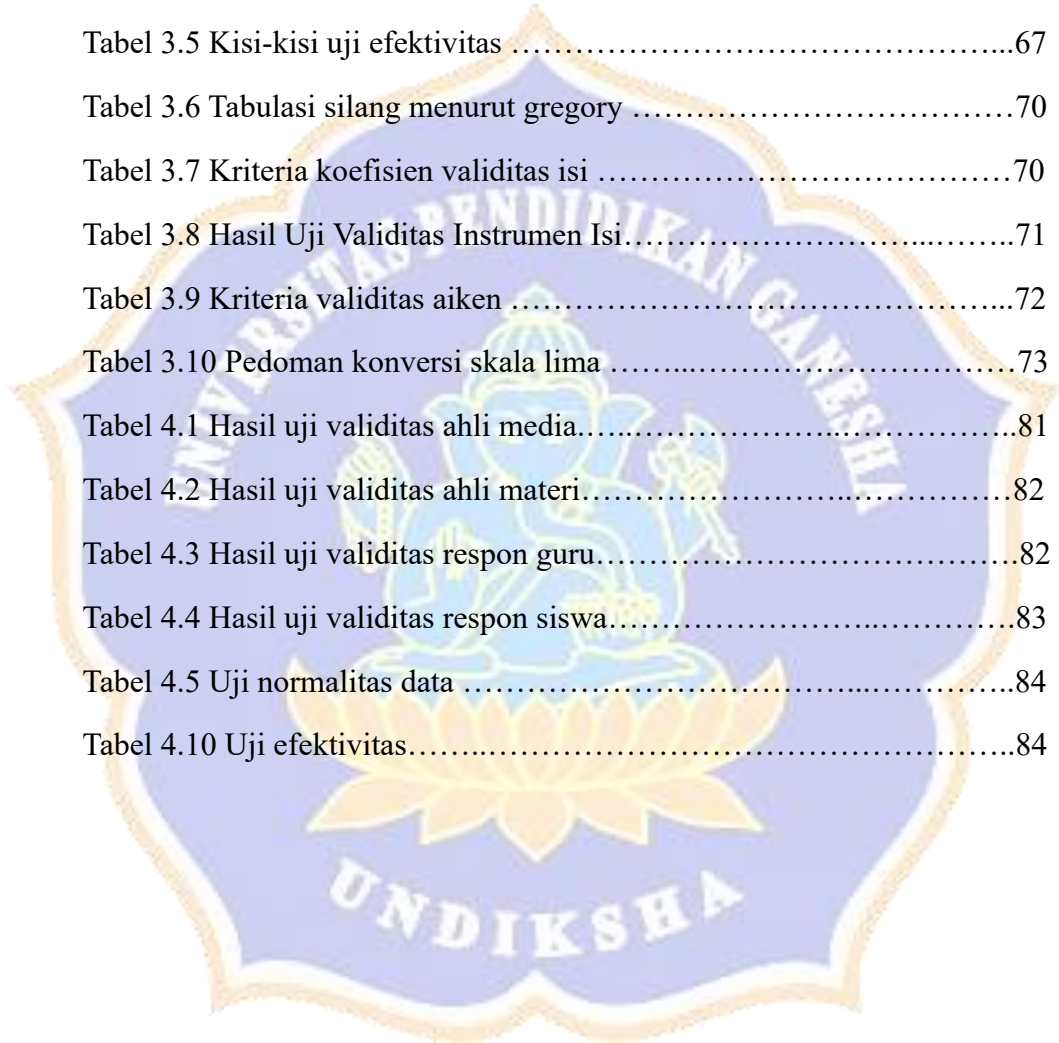 Tabel 3.5 Kisi-kisi uji efektivitas …………………………………………...67
Tabel 3.6 Tabulasi silang menurut gregory ………………………………70
Tabel 3.7 Kriteria koefisien validitas isi …………………………………70
Tabel 3.8 Hasil Uji Validitas Instrumen Isi………………………...……..71
Tabel 3.9 Kriteria validitas aiken ………………………………………...72
Tabel 3.10 Pedoman konversi skala lima ……..…………………………73
Tabel 4.1 Hasil uji validitas ahli media...…..………………..…………...81
Tabel 4.2 Hasil uji validitas ahli materi…………………..………………82
Tabel 4.3 Hasil uji validitas respon guru………………………………….82
Tabel 4.4 Hasil uji validitas respon siswa…………………..…………….83
Tabel 4.5 Uji normalitas data ……………………………...…………..84
Tabel 4.10 Uji efektivitas……..………………………………………..84
UNIVERSITAS PENDIDIKAN GANESHA
UNDIKSHA